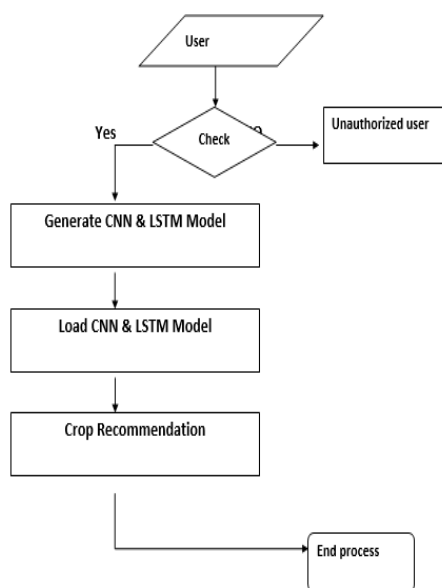 User
Yes
Check
Unauthorized user
Generate CNN & LSTM Model
Load CNN & LSTM Model
Crop Recommendation
End process